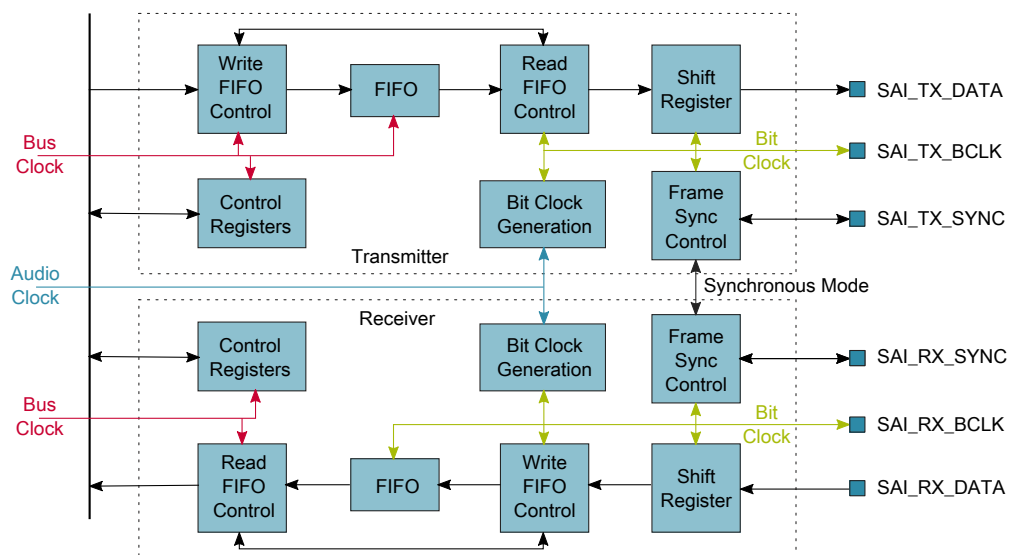 Write
FIFO
Control
FIFO
Read
FIFO
Control
Shift
Register
SAI_TX_DATA
Bus
Clock
Bit
Clock
SAI_TX_BCLK
Control
Registers
Bit Clock
Generation
Frame
Sync
Control
SAI_TX_SYNC
Transmitter
Audio
Clock
Synchronous Mode
Receiver
Control
Registers
Bit Clock
Generation
Frame
Sync
Control
SAI_RX_SYNC
Bus
Clock
Bit
Clock
SAI_RX_BCLK
Read
FIFO
Control
FIFO
Write
FIFO
Control
Shift
Register
SAI_RX_DATA